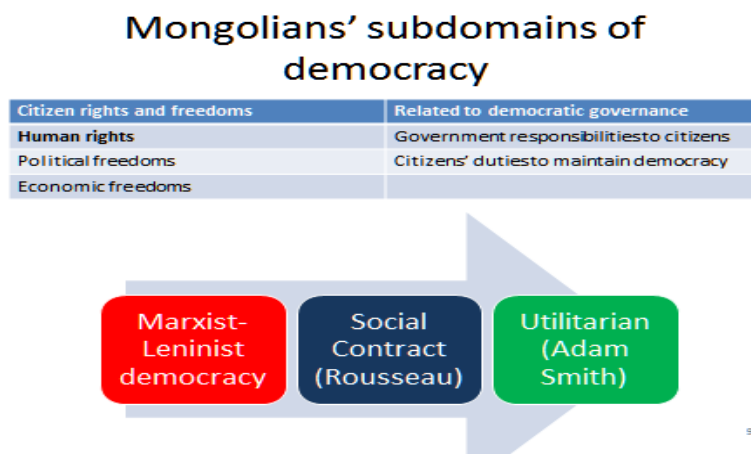 Mongolians’ subdomains of
democracy
Citizen rights and freedoms Related to democratic governance
Human rights Government responsibilitiesto citizens
Political freedoms Citizens’ dutiesto maintain democracy
Economic freedoms
Marxist-
Leninist
democracy
Social
Contract
(Rousseau)
Utilitarian
(Adam
Smith)
9